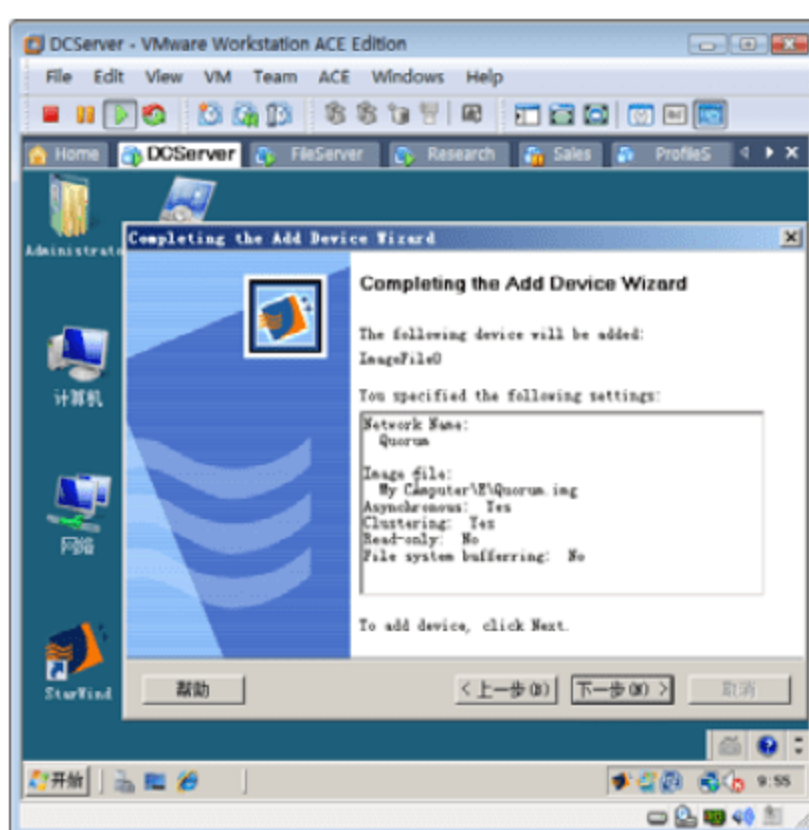 DCServer - VMware Workstation ACE Edition
File Edit View VM Team ACE Windows Help
Home DCServer FileServer Research Sales ProfileS
Administrato
Completing the Add Device Wizard
Completing the Add Device Wizard
The following device will be added:
ImageFile0
You specified the following settings:
Network Name:
Quorum
Image file:
My Computer\E\Quorum.img
Asynchronous: Yes
Clustering: Yes
Read-only: No
File system bufferring: No
To add device, click Next.
计算机
网络
StarWind
帮助 < 上一步(B) 下一步(N) > 取消
开始 9:55